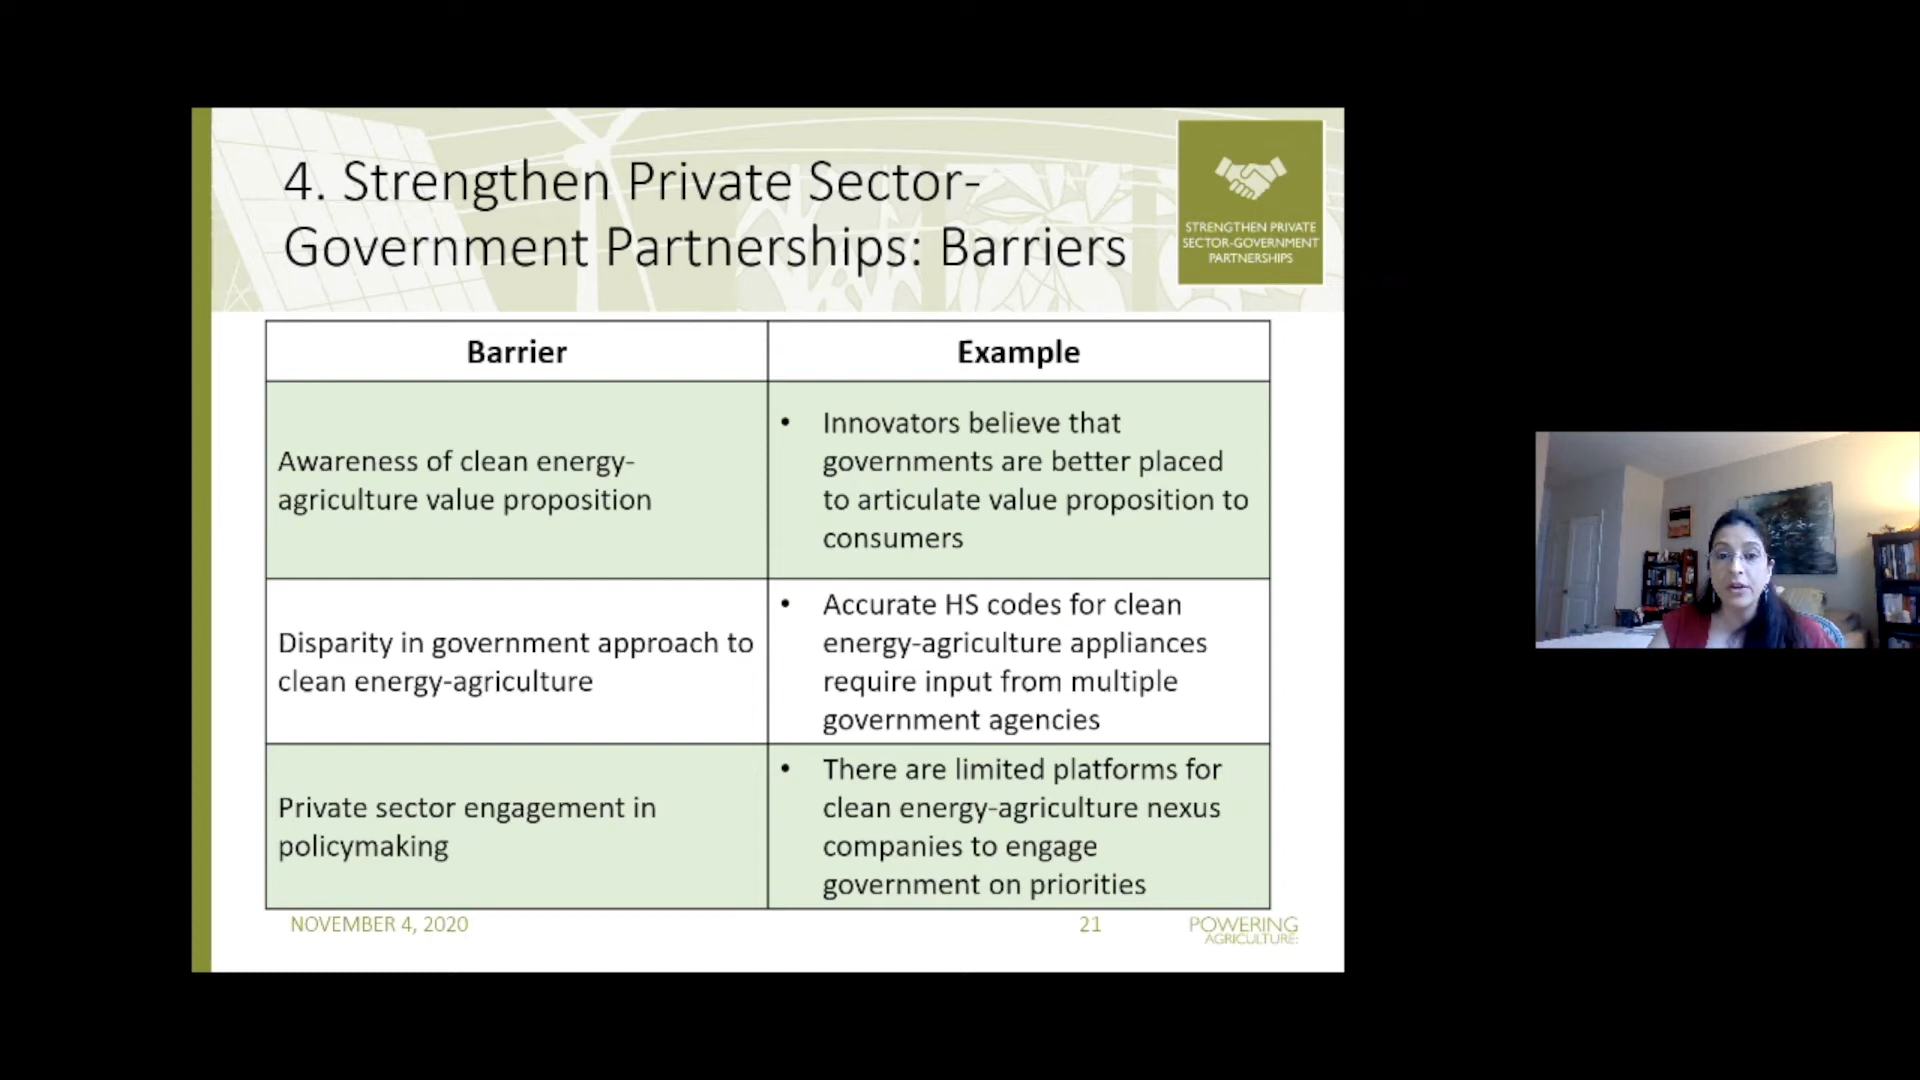 4. Strengthen Private Sector-
Government Partnerships: Barriers
STRENGTHEN PRIVATE
SECTOR-GOVERNMENT
PARTNERSHIPS
Barrier
Example
Awareness of clean energy-
agriculture value proposition
• Innovators believe that
governments are better placed
to articulate value proposition to
consumers
Disparity in government approach to
clean energy-agriculture
• Accurate HS codes for clean
energy-agriculture appliances
require input from multiple
government agencies
Private sector engagement in
policymaking
• There are limited platforms for
clean energy-agriculture nexus
companies to engage
government on priorities
NOVEMBER 4, 2020
21
POWERING
AGRICULTURE: